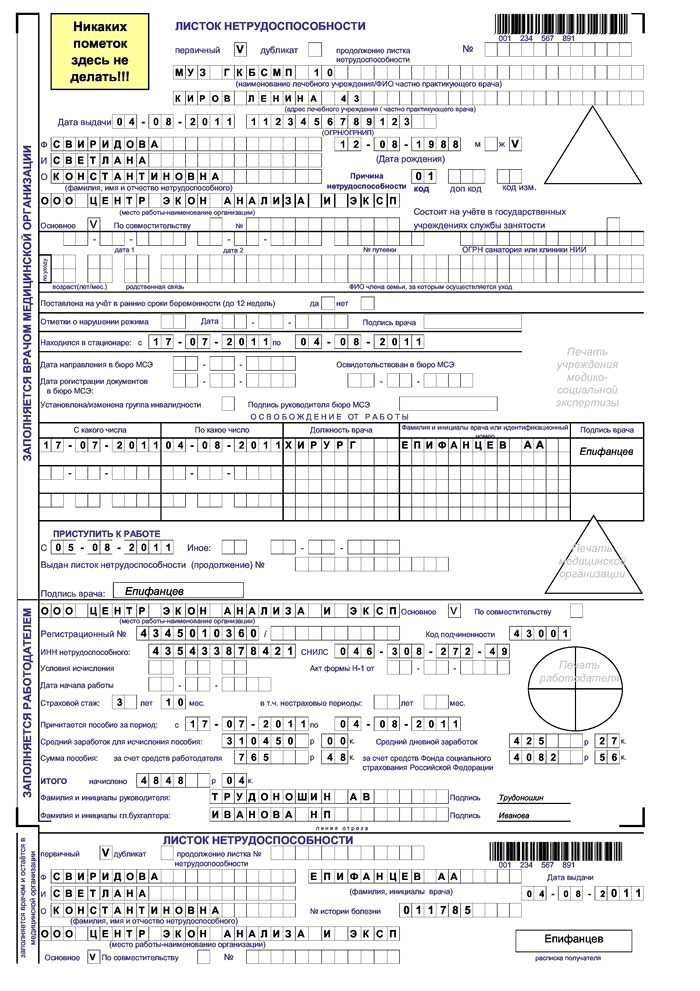 Никаких пометок здесь не делать!!!
ЛИСТОК НЕТРУДОСПОСОБНОСТИ
001 234 567 891
первичный V дубликат продолжение листка нетрудоспособности №
МУЗ ГКБСМП 10
(наименование лечебного учреждения/ФИО частно практикующего врача)
КИРОВ ЛЕНИНА 43
(адрес лечебного учреждения / частно практикующего врача)
Дата выдачи 04-08-2011 1123456789123
(ОГРН/ОГРНИП)
Ф СВИРИДОВА 12-08-1988 м ж V
И СВЕТЛАНА (Дата рождения)
О КОНСТАНТИНОВНА Причина нетрудоспособности 01
(фамилия, имя и отчество нетрудоспособного) код доп код код изм.
ООО ЦЕНТР ЭКОН АНАЛИЗА И ЭКСП
(место работы-наименование организации)
Состоит на учёте в государственных учреждениях службы занятости
Основное V По совместительству №
дата 1 дата 2 № путевки ОГРН санатория или клиники НИИ
по уходу
возраст(лет/мес.) родственная связь ФИО члена семьи, за которым осуществляется уход
Поставлена на учёт в ранние сроки беременности (до 12 недель) да нет
Отметки о нарушении режима Дата - - Подпись врача
Находился в стационаре: с 17-07-2011 по 04-08-2011
Дата направления в бюро МСЭ - - Освидетельствован в бюро МСЭ
Дата регистрации документов в бюро МСЭ: - - - -
Установлена/изменена группа инвалидности Подпись руководителя бюро МСЭ
Печать учреждения медико-социальной экспертизы
ОСВОБОЖДЕНИЕ ОТ РАБОТЫ
С какого числа По какое число Должность врача Фамилия и инициалы врача или идентификационный номер Подпись врача
17-07-2011 04-08-2011 ХИРУРГ ЕПИФАНЦЕВ АА Епифанцев
- - - -
- - - -
ПРИСТУПИТЬ К РАБОТЕ
С 05-08-2011 Иное: - -
Выдан листок нетрудоспособности (продолжение) №
Печать медицинской организации
Подпись врача: Епифанцев
ЗАПОЛНЯЕТСЯ ВРАЧОМ МЕДИЦИНСКОЙ ОРГАНИЗАЦИИ
ООО ЦЕНТР ЭКОН АНАЛИЗА И ЭКСП Основное V По совместительству
(место работы-наименование организации)
Регистрационный № 4345010360 / Код подчиненности 43001
ИНН нетрудоспособного: 435433878421 СНИЛС 046-308-272-49
Условия исчисления Акт формы Н-1 от - -
Дата начала работы - -
Страховой стаж: 3 лет 10 мес. в т.ч. нестраховые периоды: лет мес.
Печать работодателя
Причитается пособие за период: с 17-07-2011 по 04-08-2011
Средний заработок для исчисления пособия: 310450 р 00 к. Средний дневной заработок 425 р 27 к.
Сумма пособия: за счет средств работодателя 765 р 48 к. за счет средств Фонда социального страхования Российской Федерации 4082 р 56 к.
ИТОГО начислено 4848 р 04 к.
Фамилия и инициалы руководителя: ТРУДОНОШИН АВ Подпись Трудоношин
Фамилия и инициалы гл.бухгалтера: ИВАНОВА НП Подпись Иванова
ЗАПОЛНЯЕТСЯ РАБОТОДАТЕЛЕМ
линия отреза
ЛИСТОК НЕТРУДОСПОСОБНОСТИ
первичный V дубликат продолжение листка № нетрудоспособности
001 234 567 891
Ф СВИРИДОВА ЕПИФАНЦЕВ АА Дата выдачи
И СВЕТЛАНА (фамилия, инициалы врача) 04-08-2011
О КОНСТАНТИНОВНА № истории болезни 011785
(фамилия, имя и отчество нетрудоспособного)
ООО ЦЕНТР ЭКОН АНАЛИЗА И ЭКСП
(место работы-наименование организации)
Епифанцев
Основное V По совместительству № расписка получателя
заполняется врачом и остаётся в медицинской организации